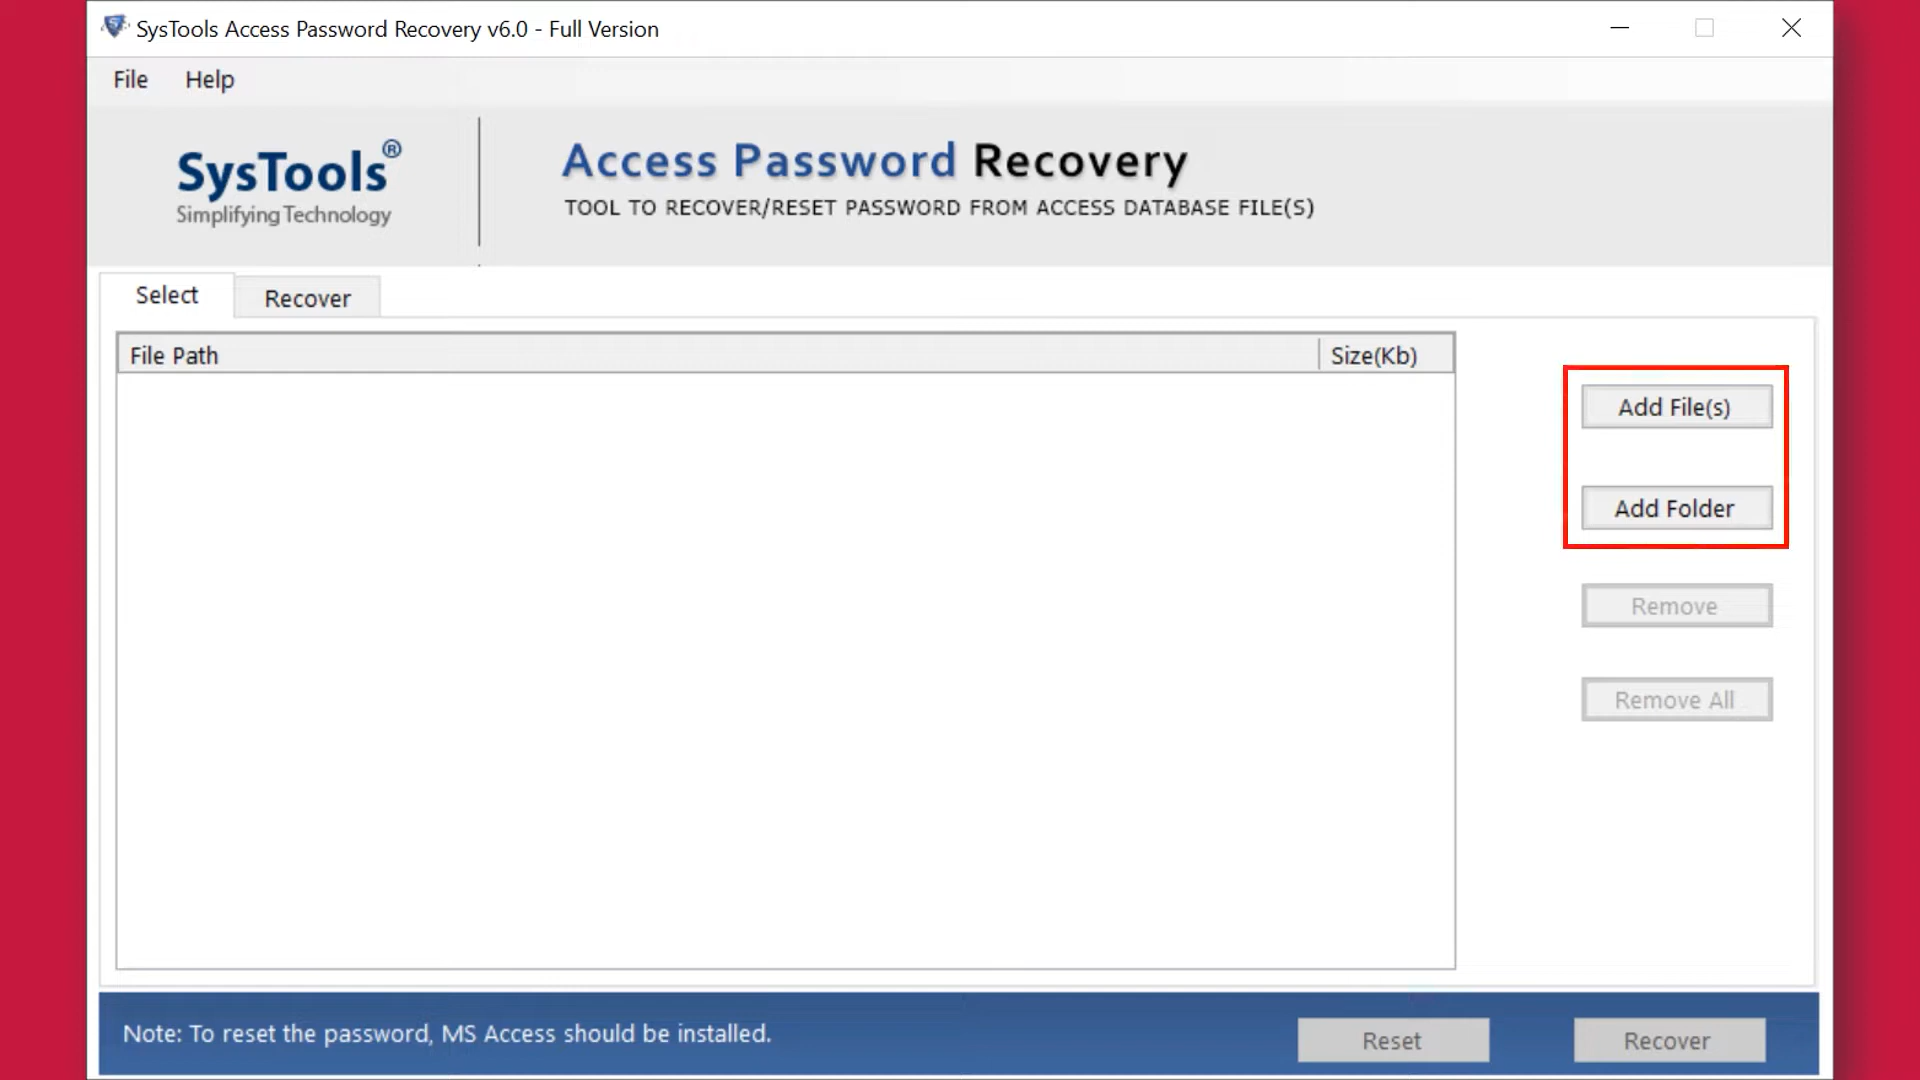 SysTools Access Password Recovery v6.0 - Full Version
File Help
SysTools®
Simplifying Technology
Access Password Recovery
TOOL TO RECOVER/RESET PASSWORD FROM ACCESS DATABASE FILE(S)
Select Recover
File Path Size(Kb)
Add File(s)
Add Folder
Remove
Remove All
Note: To reset the password, MS Access should be installed.
Reset Recover